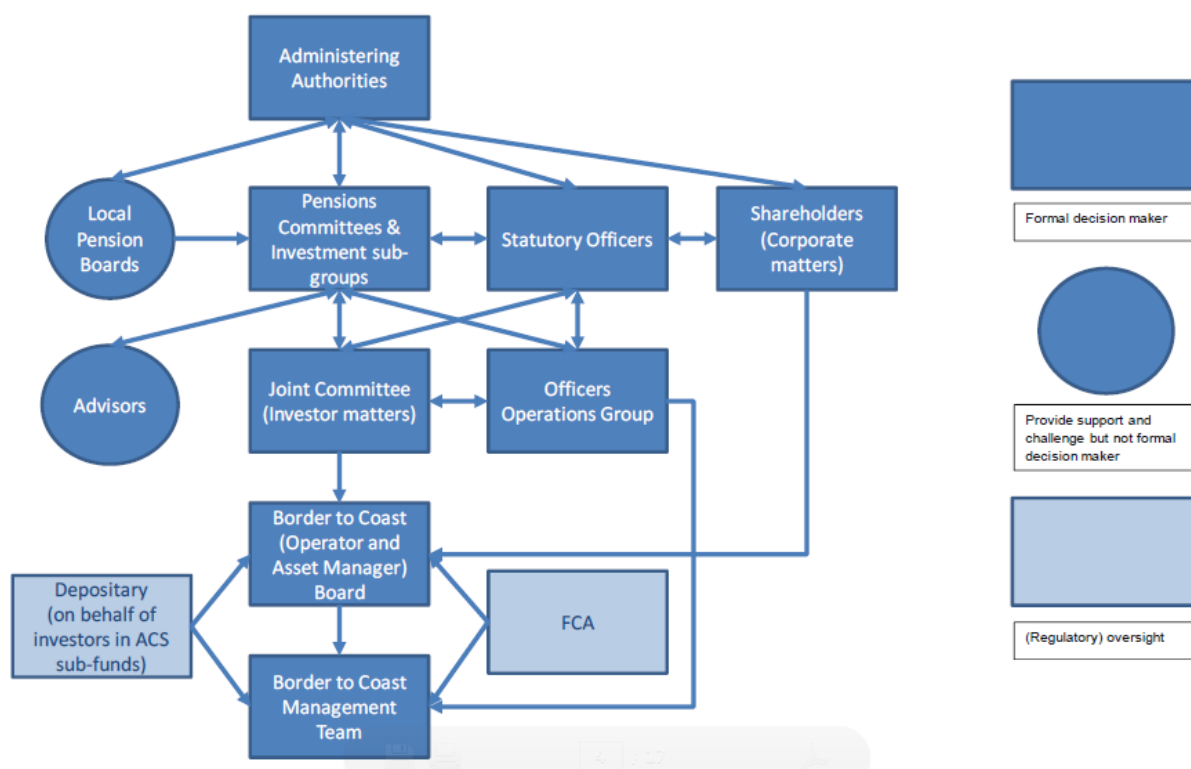 Administering
Authorities
Local
Pension
Boards
Pensions
Committees &
Investment sub-
groups
Statutory Officers
Shareholders
(Corporate
matters)
Formal decision maker
Advisors
Joint Committee
(Investor matters)
Officers
Operations Group
Provide support and
challenge but not formal
decision maker
Border to Coast
(Operator and
Asset Manager)
Board
Depositary
(on behalf of
investors in ACS
sub-funds)
FCA
(Regulatory) oversight
Border to Coast
Management
Team